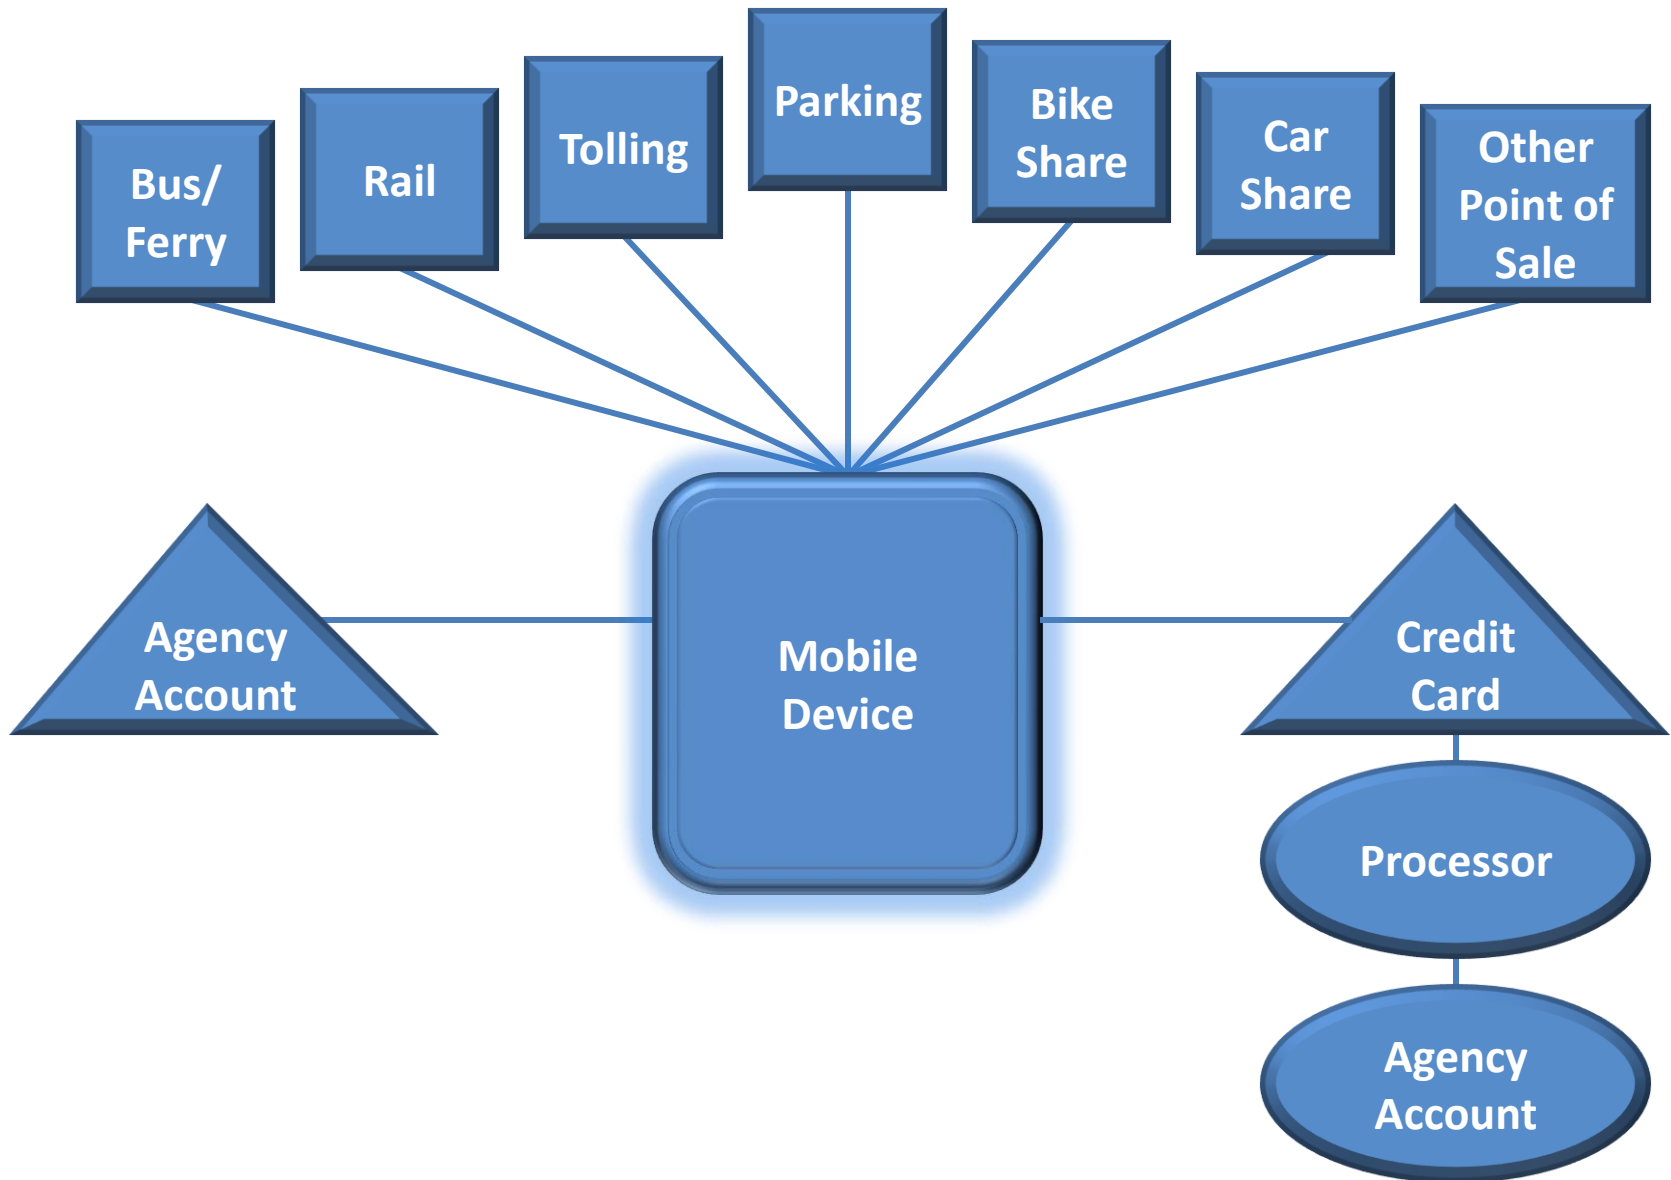 Bus/
Ferry
Rail
Tolling
Parking
Bike
Share
Car
Share
Other
Point of
Sale
Agency
Account
Mobile
Device
Credit
Card
Processor
Agency
Account